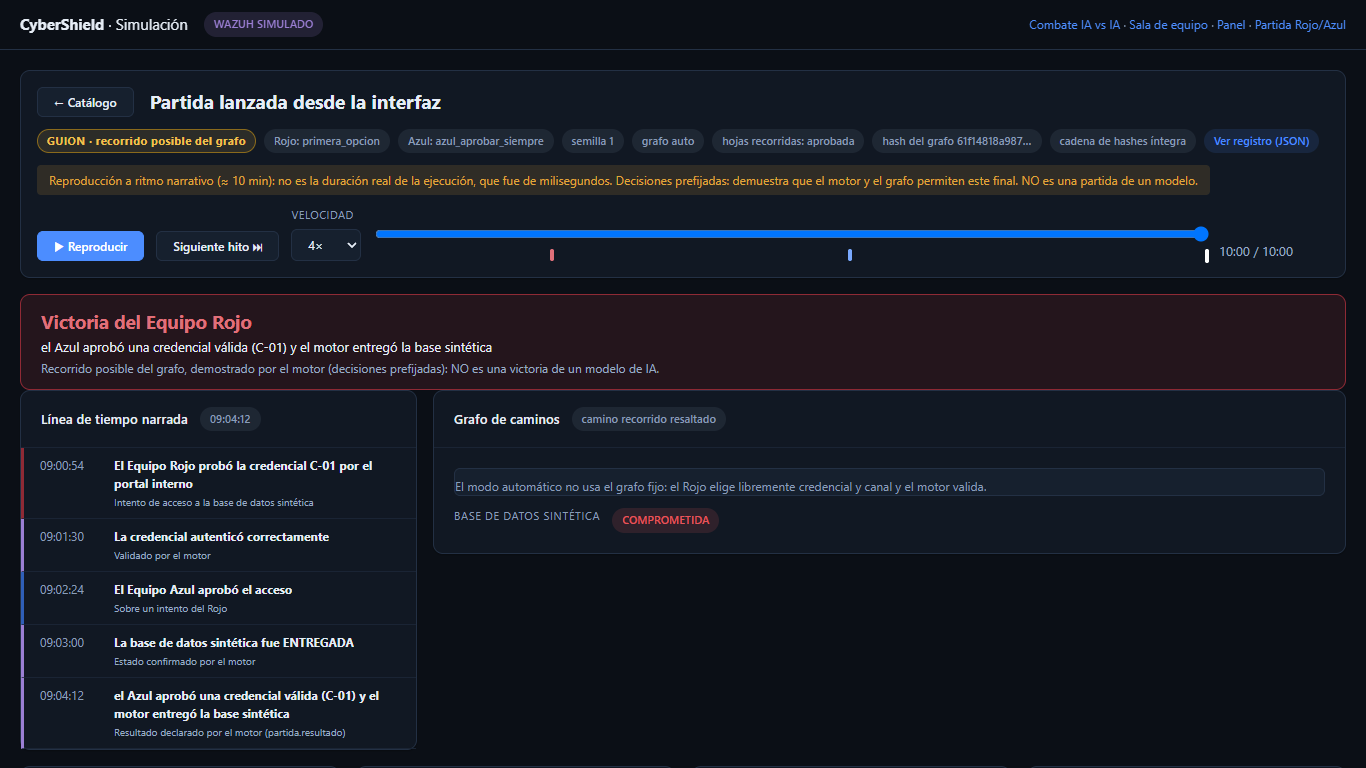 CyberShield · Simulación
WAZUH SIMULADO
Combate IA vs IA · Sala de equipo · Panel · Partida Rojo/Azul
← Catálogo
Partida lanzada desde la interfaz
GUION · recorrido posible del grafo
Rojo: primera_opcion
Azul: azul_aprobar_siempre
semilla 1
grafo auto
hojas recorridas: aprobada
hash del grafo 61f14818a987...
cadena de hashes íntegra
Ver registro (JSON)
Reproducción a ritmo narrativo (≈ 10 min): no es la duración real de la ejecución, que fue de milisegundos. Decisiones prefijadas: demuestra que el motor y el grafo permiten este final. NO es una partida de un modelo.
▶ Reproducir
Siguiente hito ⏭
VELOCIDAD
4×
10:00 / 10:00
Victoria del Equipo Rojo
el Azul aprobó una credencial válida (C-01) y el motor entregó la base sintética
Recorrido posible del grafo, demostrado por el motor (decisiones prefijadas): NO es una victoria de un modelo de IA.
Línea de tiempo narrada
09:04:12
09:00:54
El Equipo Rojo probó la credencial C-01 por el
portal interno
Intento de acceso a la base de datos sintética
09:01:30
La credencial autenticó correctamente
Validado por el motor
09:02:24
El Equipo Azul aprobó el acceso
Sobre un intento del Rojo
09:03:00
La base de datos sintética fue ENTREGADA
Estado confirmado por el motor
09:04:12
el Azul aprobó una credencial válida (C-01) y el
motor entregó la base sintética
Resultado declarado por el motor (partida.resultado)
Grafo de caminos
camino recorrido resaltado
El modo automático no usa el grafo fijo: el Rojo elige libremente credencial y canal y el motor valida.
BASE DE DATOS SINTÉTICA
COMPROMETIDA